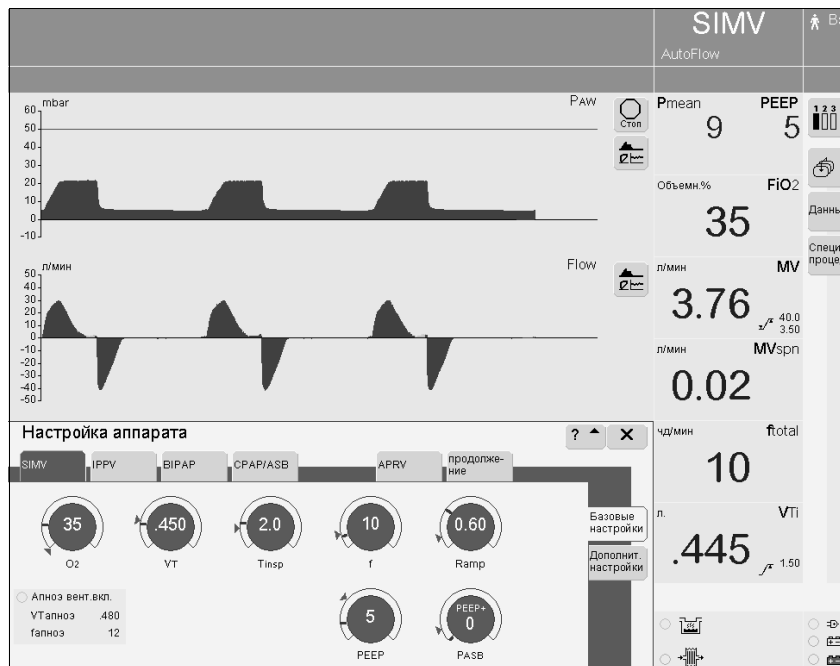 SIMV
AutoFlow
mbar
Paw
60
50
40
30
20
10
0
-10
Стоп
Pmean
PEEP
9
5
1 2 3
Объемн.%
FiO2
35
л/мин
Flow
50
40
30
20
10
0
-10
-20
-30
-40
-50
л/мин
MV
3.76
40.0
3.50
л/мин
MVspn
0.02
Настройка аппарата
? X
SIMV
IPPV
BIPAP
CPAP/ASB
APRV
продолже-
ние
35
.450
2.0
10
0.60
O2
VT
Tinsp
f
Ramp
Базовые
настройки
Дополнит.
настройки
Апноэ вент.вкл.
VTапноэ .480
fапноэ 12
5
PEEP+
0
PEEP
PASB
чд/мин
ftotal
10
л.
VTi
.445
1.50